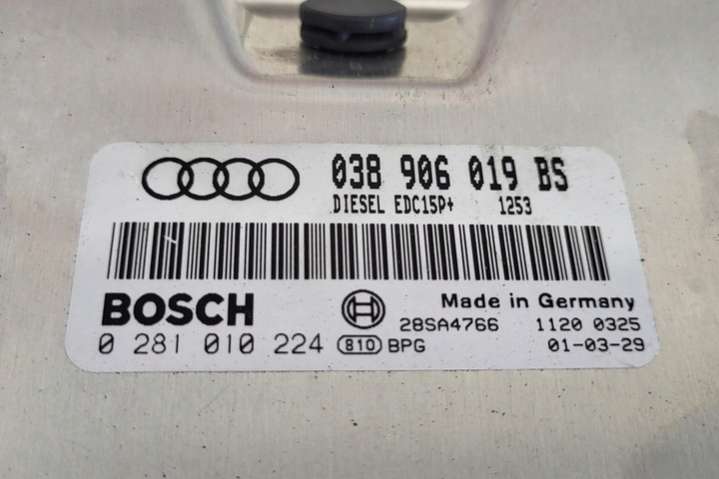 038 906 019 BS
DIESEL EDC15P+ 1253
BOSCH
Made in Germany
28SA4766 1120 0325
0 281 010 224 810 BPG 01-03-29